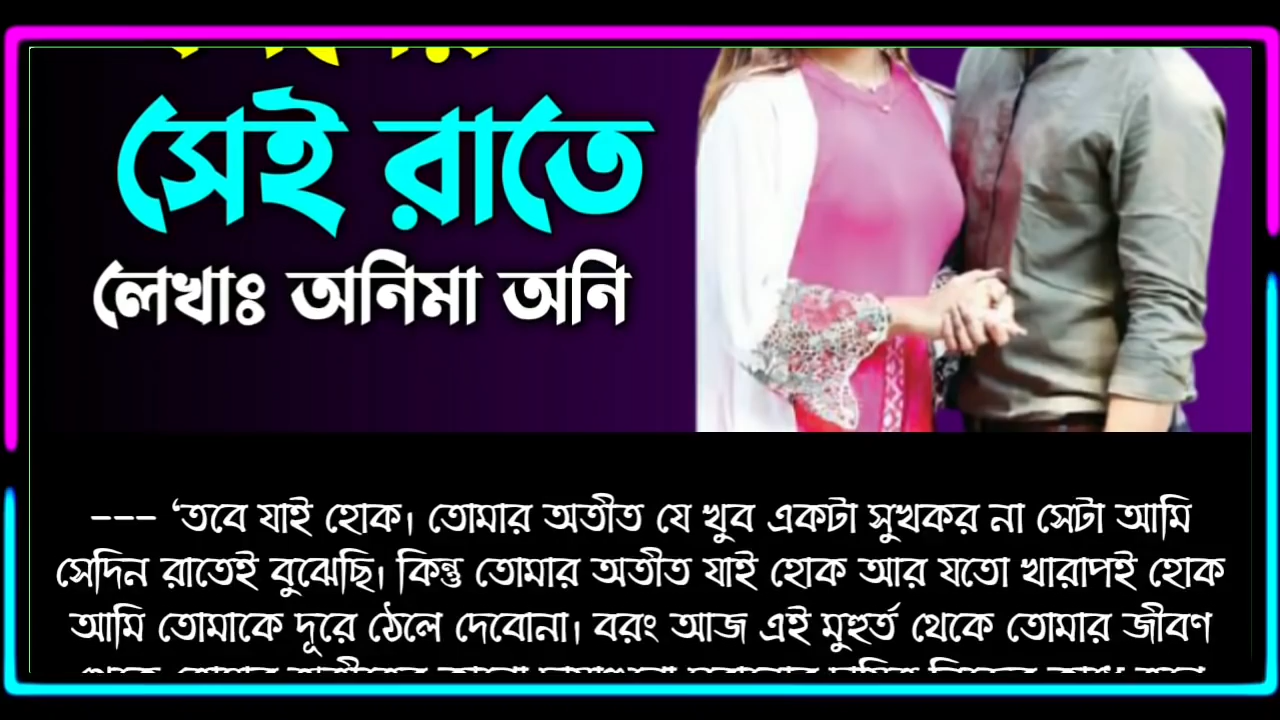 সেই রাতে
লেখাঃ অনিমা অনি
--- ‘তবে যাই হোক। তোমার অতীত যে খুব একটা সুখকর না সেটা আমি
সেদিন রাতেই বুঝেছি। কিন্তু তোমার অতীত যাই হোক আর যতো খারাপই হোক
আমি তোমাকে দূরে ঠেলে দেবোনা। বরং আজ এই মুহুর্ত থেকে তোমার জীবণ